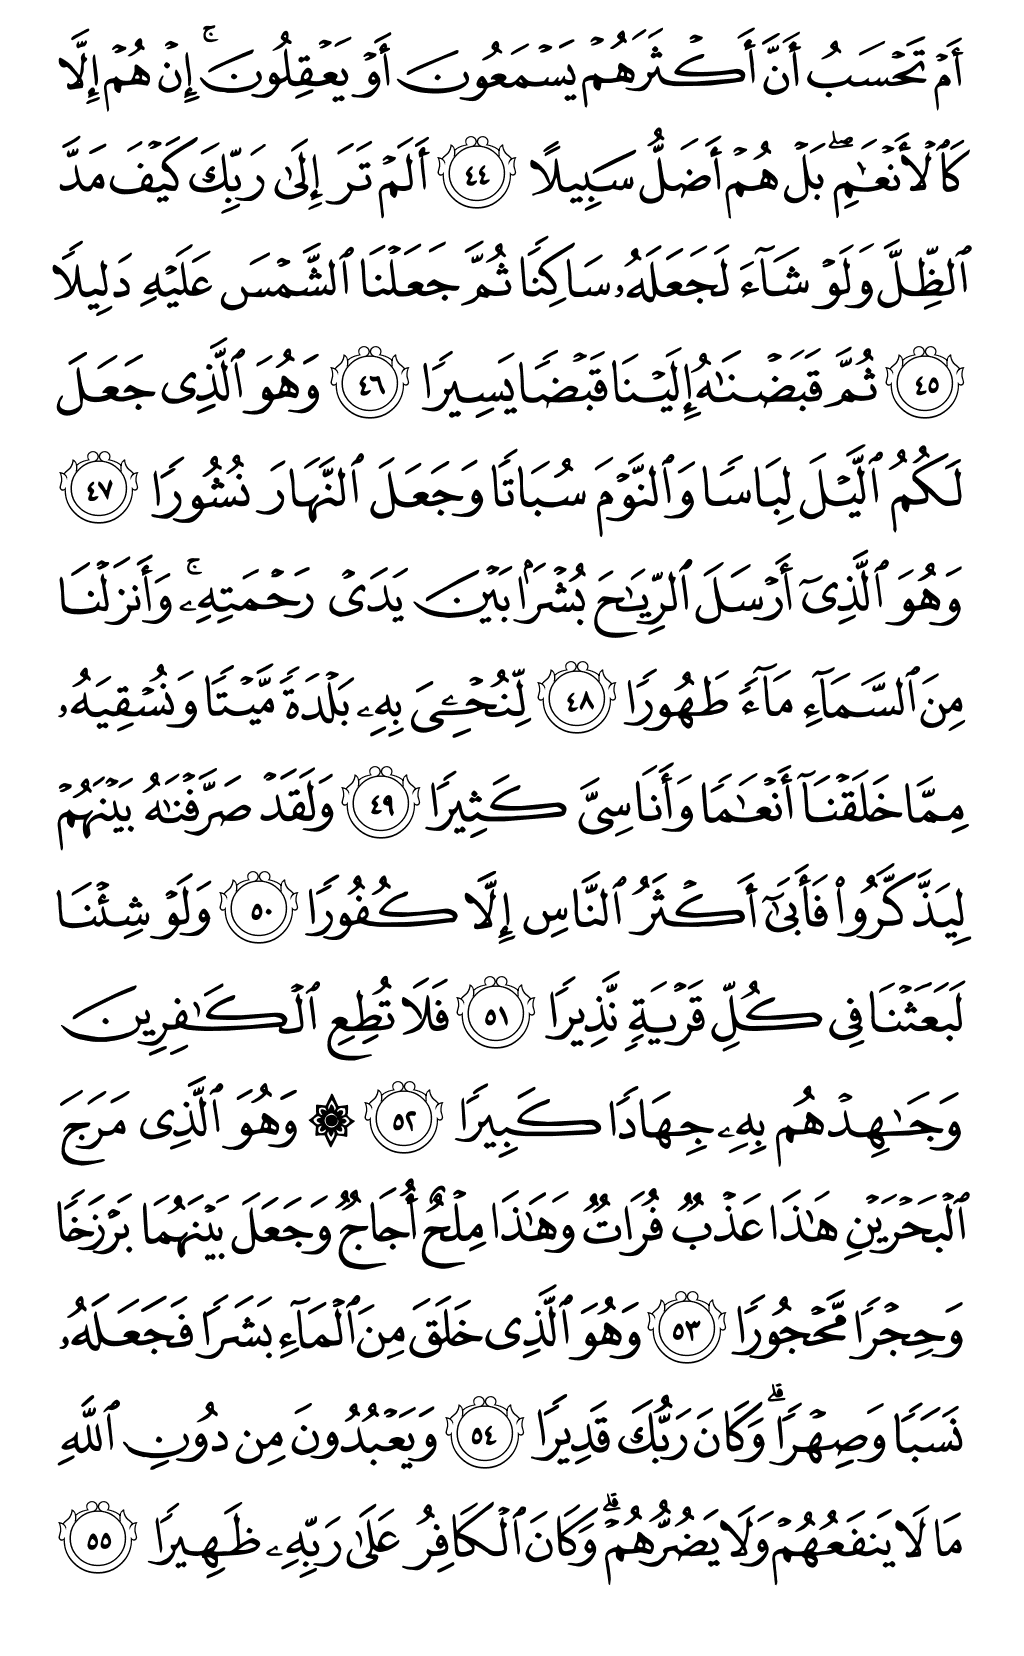 أَمۡ تَحۡسَبُ أَنَّ أَكۡثَرَهُمۡ يَسۡمَعُونَ أَوۡ يَعۡقِلُونَۚ إِنۡ هُمۡ إِلَّا
كَٱلۡأَنۡعَٰمِۖ بَلۡ هُمۡ أَضَلُّ سَبِيلًا ٤٤ أَلَمۡ تَرَ إِلَىٰ رَبِّكَ كَيۡفَ مَدَّ
ٱلظِّلَّ وَلَوۡ شَآءَ لَجَعَلَهُۥ سَاكِنٗا ثُمَّ جَعَلۡنَا ٱلشَّمۡسَ عَلَيۡهِ دَلِيلٗا
٤٥ ثُمَّ قَبَضۡنَٰهُ إِلَيۡنَا قَبۡضٗا يَسِيرٗا ٤٦ وَهُوَ ٱلَّذِي جَعَلَ
لَكُمُ ٱلَّيۡلَ لِبَاسٗا وَٱلنَّوۡمَ سُبَاتٗا وَجَعَلَ ٱلنَّهَارَ نُشُورٗا ٤٧
وَهُوَ ٱلَّذِيٓ أَرۡسَلَ ٱلرِّيَٰحَ بُشۡرَۢا بَيۡنَ يَدَيۡ رَحۡمَتِهِۦۚ وَأَنزَلۡنَا
مِنَ ٱلسَّمَآءِ مَآءٗ طَهُورٗا ٤٨ لِّنُحۡـِۧيَ بِهِۦ بَلۡدَةٗ مَّيۡتٗا وَنُسۡقِيَهُۥ
مِمَّا خَلَقۡنَآ أَنۡعَٰمٗا وَأَنَاسِيَّ كَثِيرٗا ٤٩ وَلَقَدۡ صَرَّفۡنَٰهُ بَيۡنَهُمۡ
لِيَذَّكَّرُواْ فَأَبَىٰٓ أَكۡثَرُ ٱلنَّاسِ إِلَّا كُفُورٗا ٥٠ وَلَوۡ شِئۡنَا
لَبَعَثۡنَا فِي كُلِّ قَرۡيَةٖ نَّذِيرٗا ٥١ فَلَا تُطِعِ ٱلۡكَٰفِرِينَ
وَجَٰهِدۡهُم بِهِۦ جِهَادٗا كَبِيرٗا ٥٢ ۞ وَهُوَ ٱلَّذِي مَرَجَ
ٱلۡبَحۡرَيۡنِ هَٰذَا عَذۡبٞ فُرَاتٞ وَهَٰذَا مِلۡحٌ أُجَاجٞ وَجَعَلَ بَيۡنَهُمَا بَرۡزَخٗا
وَحِجۡرٗا مَّحۡجُورٗا ٥٣ وَهُوَ ٱلَّذِي خَلَقَ مِنَ ٱلۡمَآءِ بَشَرٗا فَجَعَلَهُۥ
نَسَبٗا وَصِهۡرٗاۗ وَكَانَ رَبُّكَ قَدِيرٗا ٥٤ وَيَعۡبُدُونَ مِن دُونِ ٱللَّهِ
مَا لَا يَنفَعُهُمۡ وَلَا يَضُرُّهُمۡۗ وَكَانَ ٱلۡكَافِرُ عَلَىٰ رَبِّهِۦ ظَهِيرٗا ٥٥